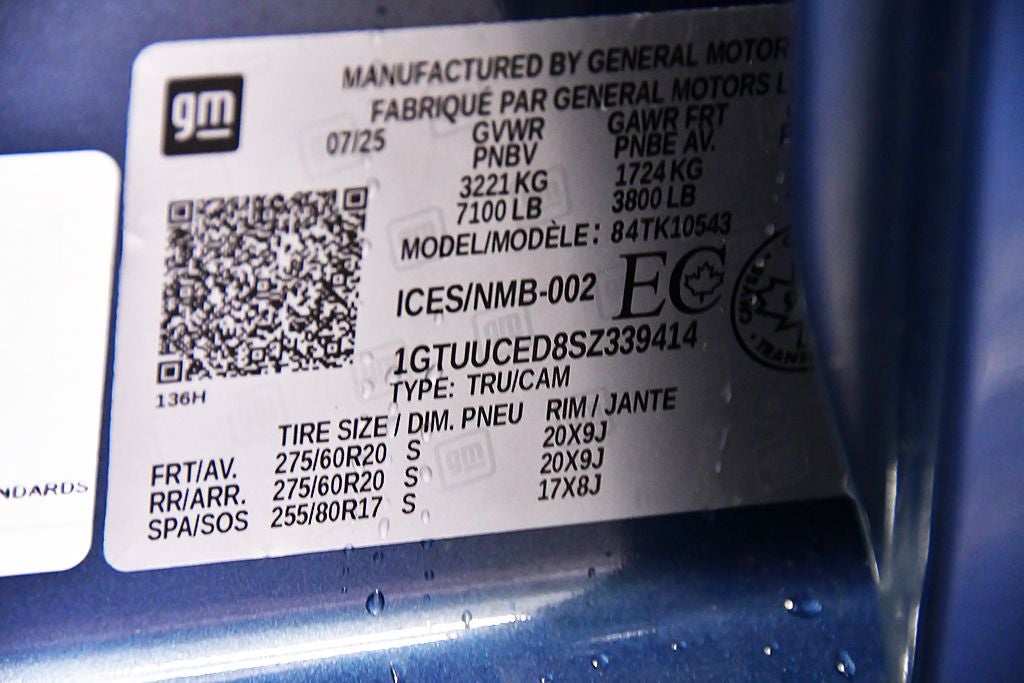 gm
MANUFACTURED BY GENERAL MOTOR
FABRIQUÉ PAR GENERAL MOTORS L
07/25 GVWR GAWR FRT
PNBV PNBE AV.
3221 KG 1724 KG
7100 LB 3800 LB
MODEL/MODÈLE: 84TK10543
ICES/NMB-002 EC
1GTUUCED8SZ339414
TYPE: TRU/CAM
136H
TIRE SIZE / DIM. PNEU RIM / JANTE
FRT/AV. 275/60R20 S 20X9J
RR/ARR. 275/60R20 S 20X9J
SPA/SOS 255/80R17 S 17X8J
NDARDS
TRANS